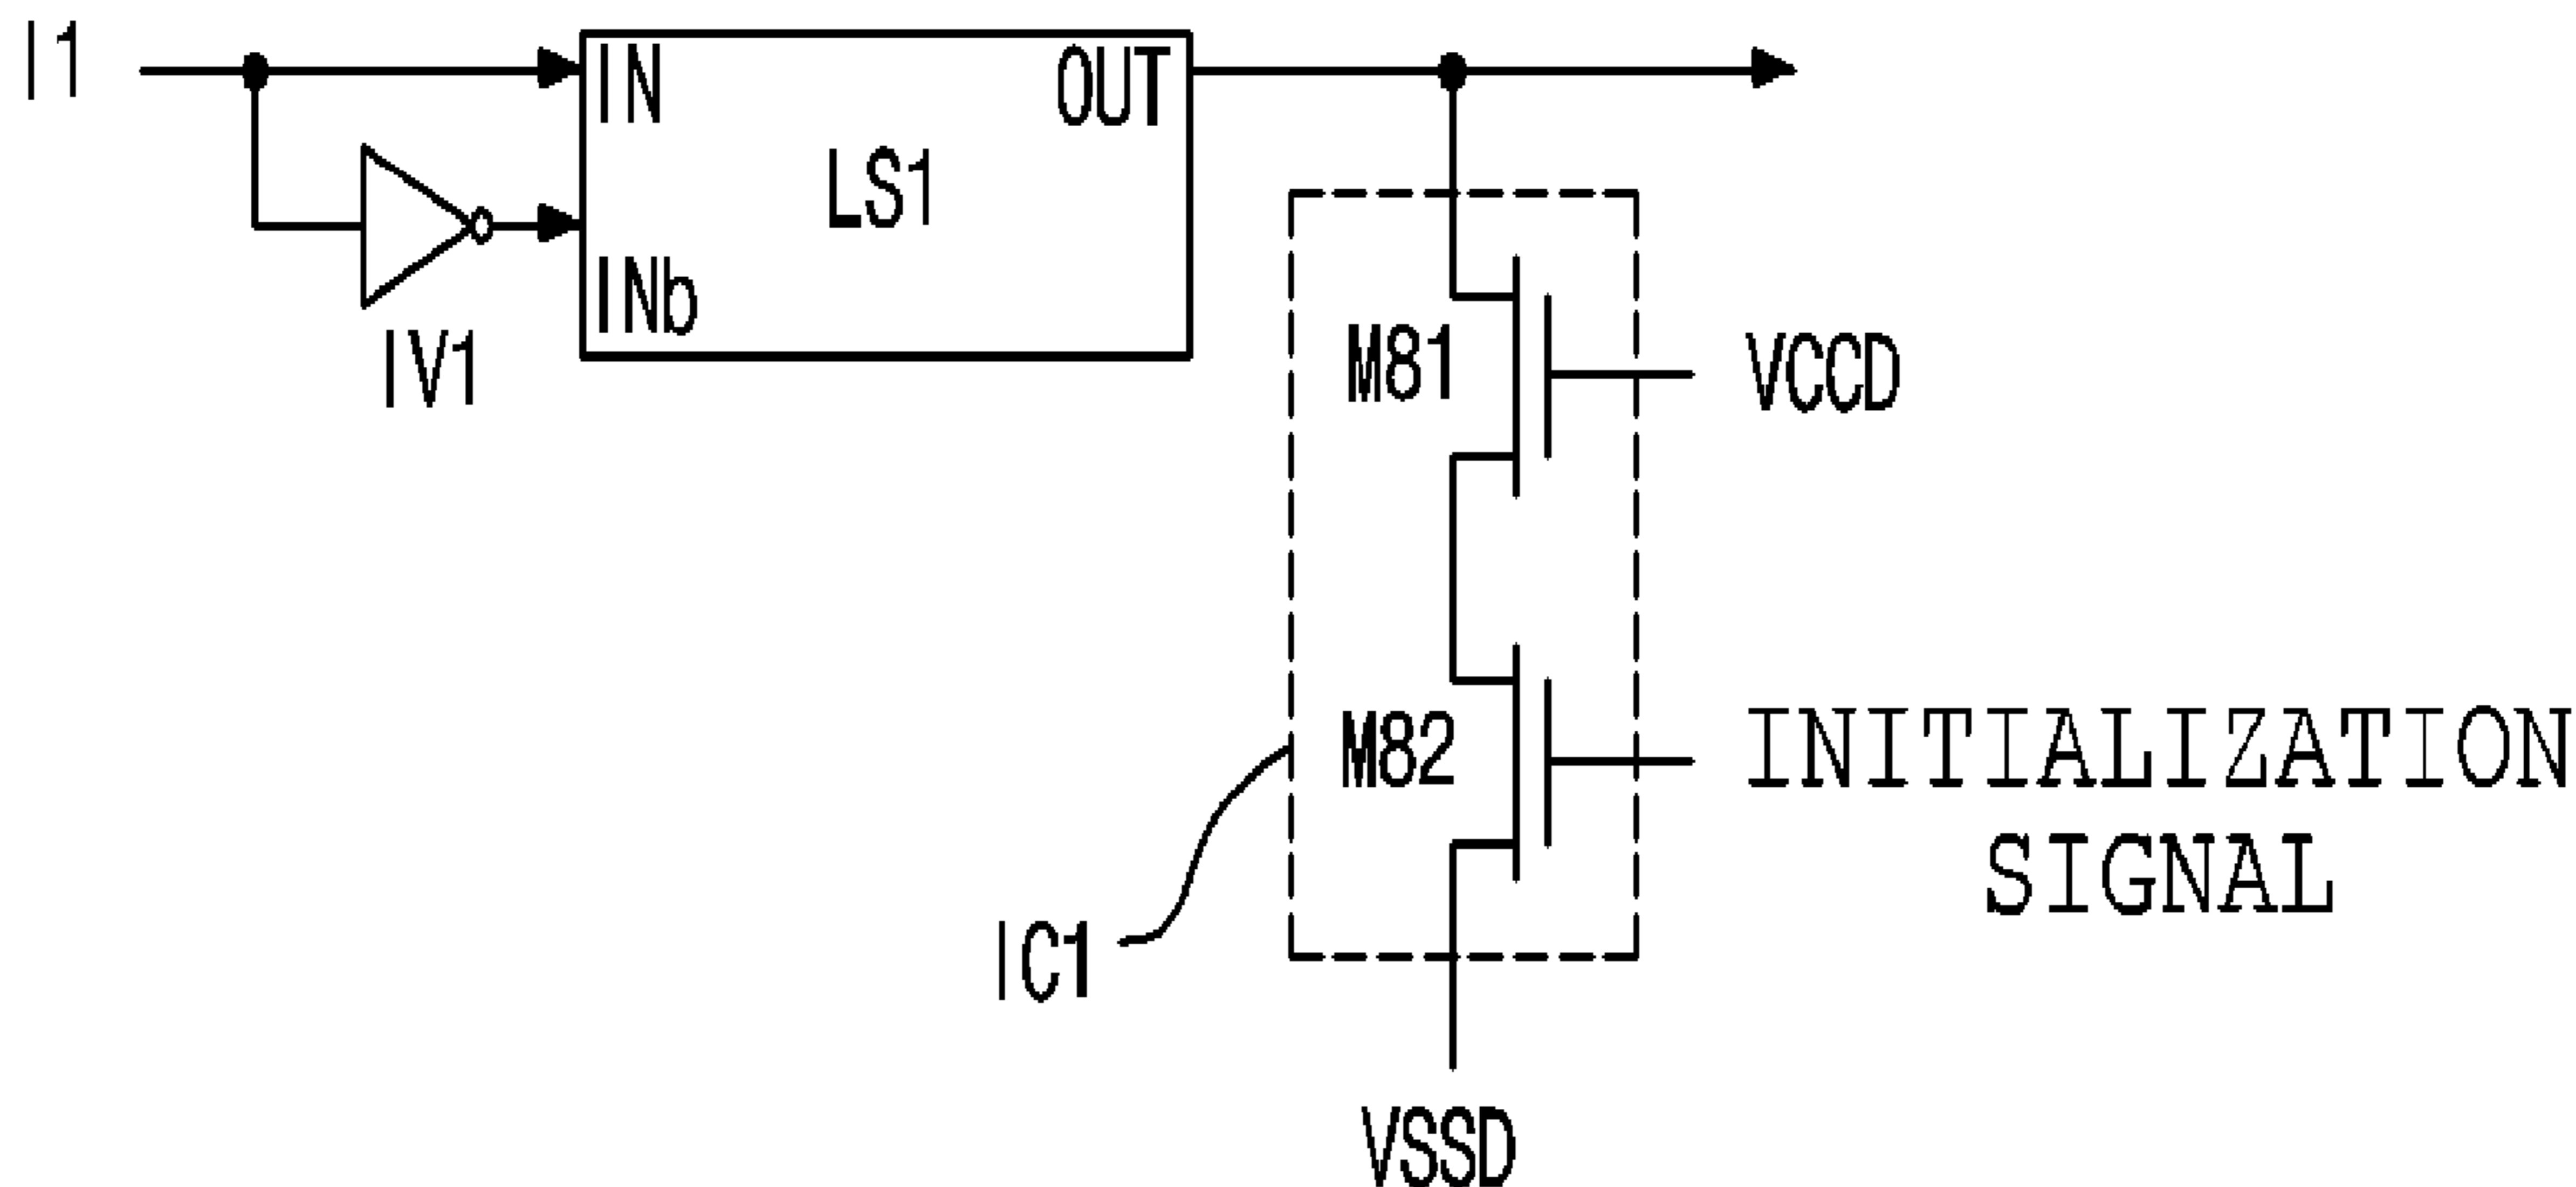 I1
IN
OUT
LS1
INb
IV1
M81
VCCD
M82
INITIALIZATION
SIGNAL
IC1
VSSD